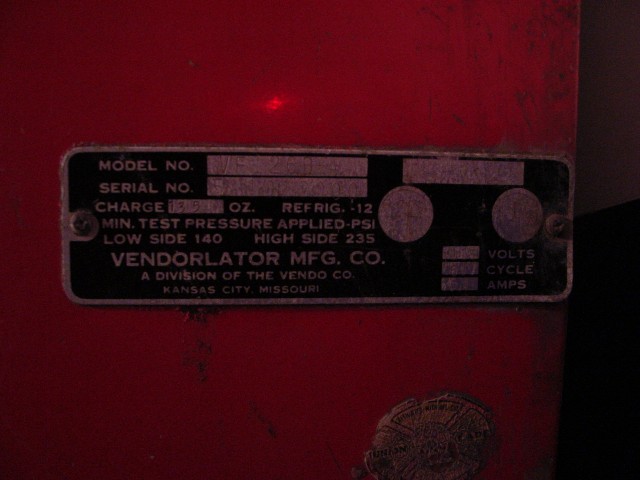 MODEL NO.
SERIAL NO.
CHARGE OZ. REFRIG.-12
MIN. TEST PRESSURE APPLIED-PSI
LOW SIDE 140 HIGH SIDE 235
VENDORLATOR MFG. CO.
A DIVISION OF THE VENDO CO.
KANSAS CITY, MISSOURI
VOLTS
CYCLE
AMPS
UNION